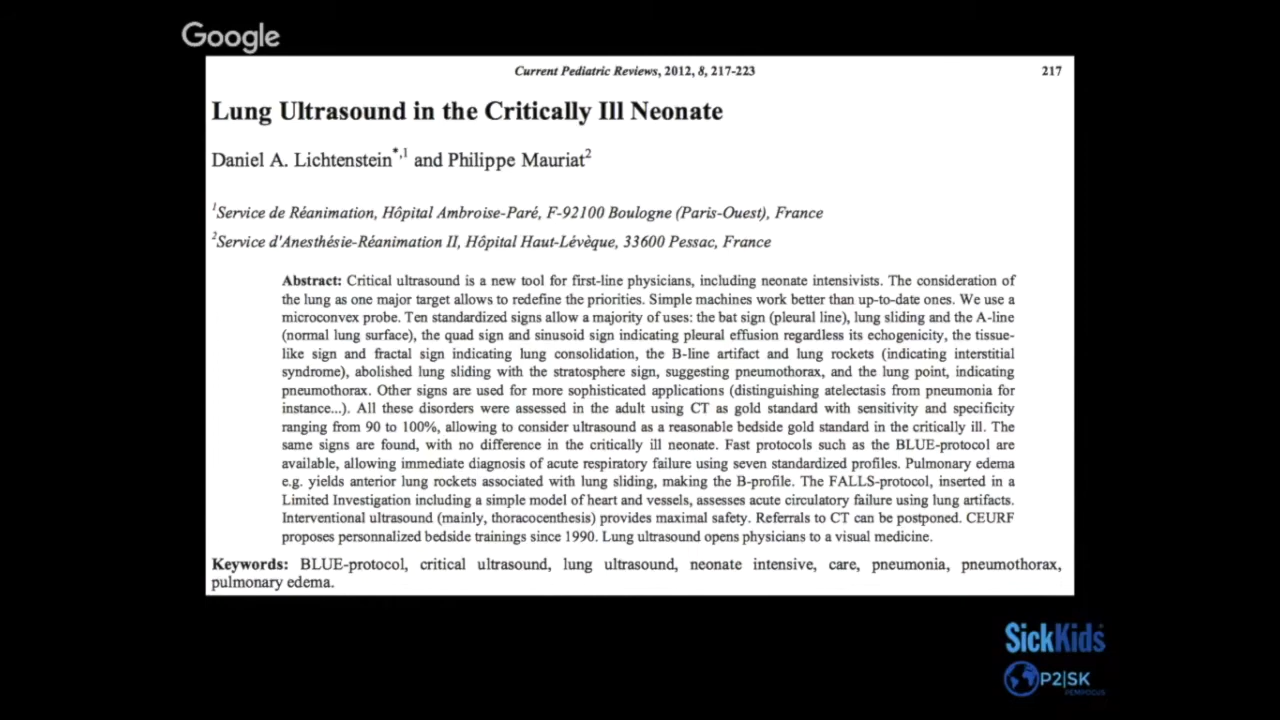 Google
Current Pediatric Reviews, 2012, 8, 217-223 217
Lung Ultrasound in the Critically Ill Neonate
Daniel A. Lichtenstein*,1 and Philippe Mauriat2
1Service de Réanimation, Hôpital Ambroise-Paré, F-92100 Boulogne (Paris-Ouest), France
2Service d'Anesthésie-Réanimation II, Hôpital Haut-Lévèque, 33600 Pessac, France
Abstract: Critical ultrasound is a new tool for first-line physicians, including neonate intensivists. The consideration of
the lung as one major target allows to redefine the priorities. Simple machines work better than up-to-date ones. We use a
microconvex probe. Ten standardized signs allow a majority of uses: the bat sign (pleural line), lung sliding and the A-line
(normal lung surface), the quad sign and sinusoid sign indicating pleural effusion regardless its echogenicity, the tissue-
like sign and fractal sign indicating lung consolidation, the B-line artifact and lung rockets (indicating interstitial
syndrome), abolished lung sliding with the stratosphere sign, suggesting pneumothorax, and the lung point, indicating
pneumothorax. Other signs are used for more sophisticated applications (distinguishing atelectasis from pneumonia for
instance...). All these disorders were assessed in the adult using CT as gold standard with sensitivity and specificity
ranging from 90 to 100%, allowing to consider ultrasound as a reasonable bedside gold standard in the critically ill. The
same signs are found, with no difference in the critically ill neonate. Fast protocols such as the BLUE-protocol are
available, allowing immediate diagnosis of acute respiratory failure using seven standardized profiles. Pulmonary edema
e.g. yields anterior lung rockets associated with lung sliding, making the B-profile. The FALLS-protocol, inserted in a
Limited Investigation including a simple model of heart and vessels, assesses acute circulatory failure using lung artifacts.
Interventional ultrasound (mainly, thoracocenthesis) provides maximal safety. Referrals to CT can be postponed. CEURF
proposes personnalized bedside trainings since 1990. Lung ultrasound opens physicians to a visual medicine.
Keywords: BLUE-protocol, critical ultrasound, lung ultrasound, neonate intensive, care, pneumonia, pneumothorax,
pulmonary edema.
SickKids
P2|SK
PEMPOCUS